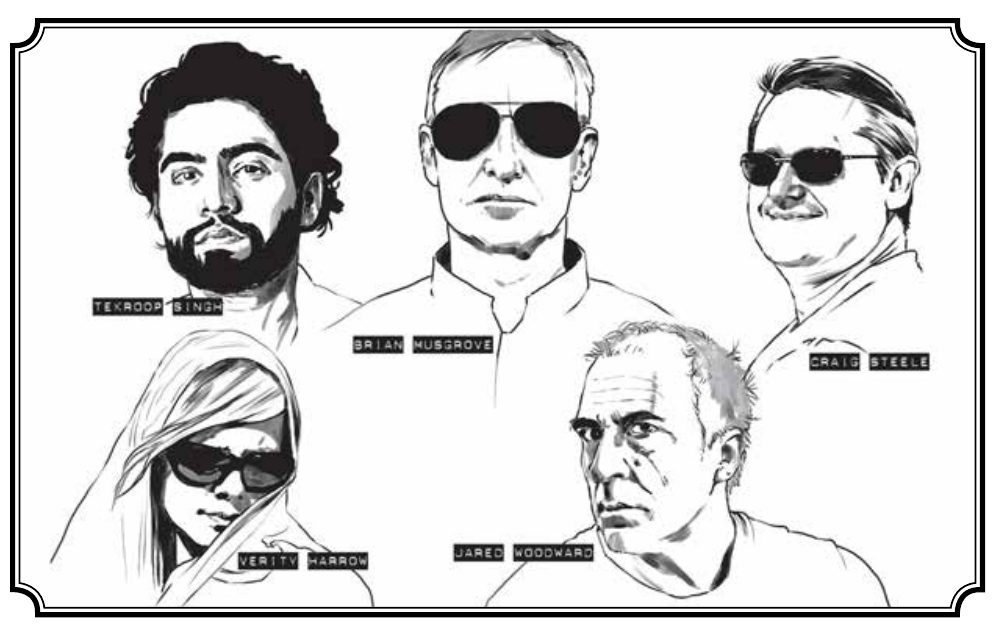 TEKROOP SINGH
BRIAN MUSGROVE
CRAIG STEELE
VERITY HARROW
JARED WOODWARD